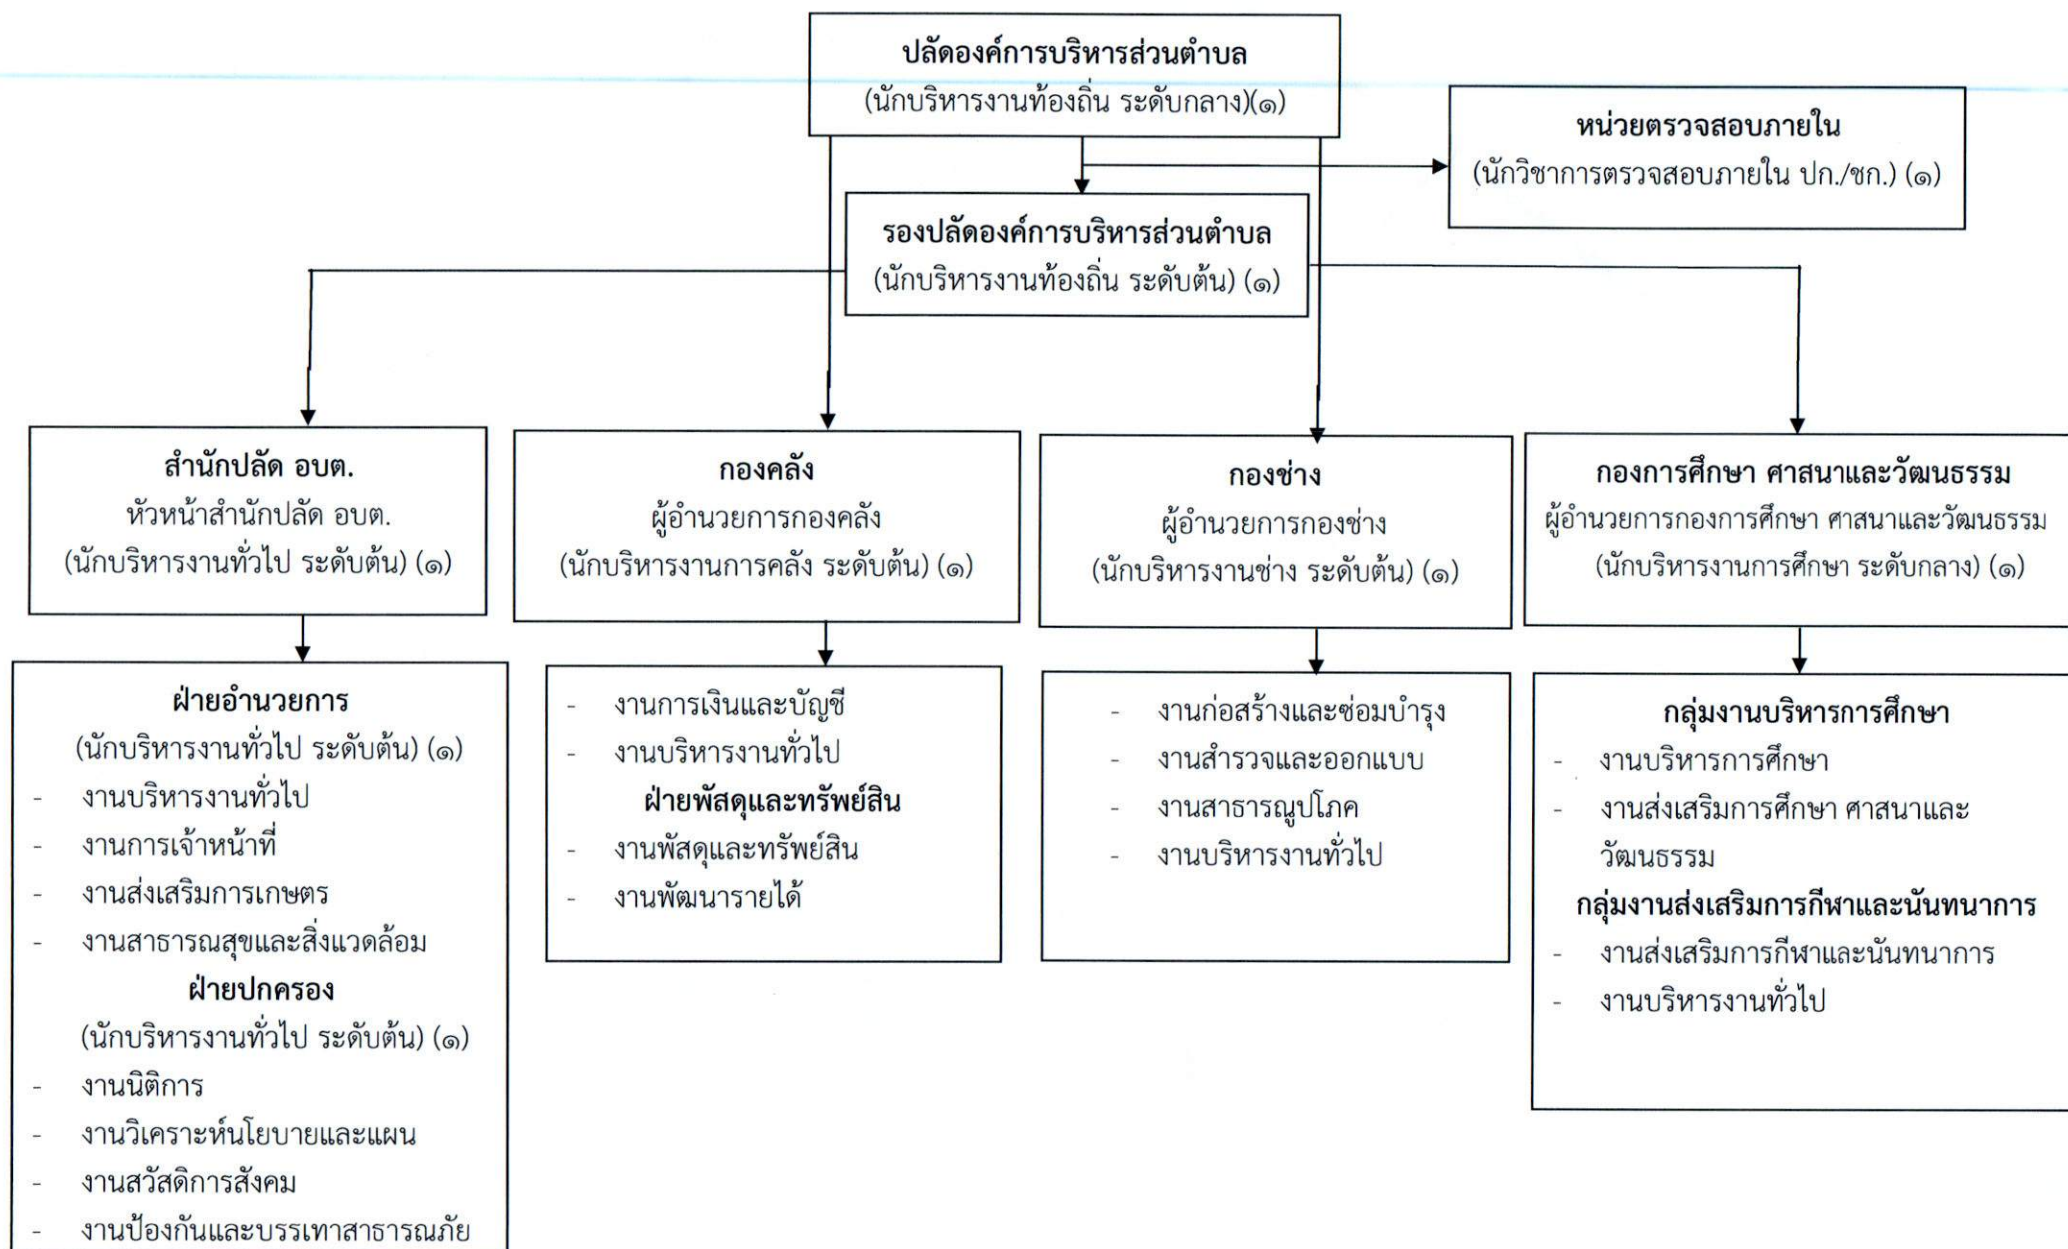 ปลัดองค์การบริหารส่วนตำบล
(นักบริหารงานท้องถิ่น ระดับกลาง)(๑)
หน่วยตรวจสอบภายใน
(นักวิชาการตรวจสอบภายใน ปก./ชก.) (๑)
รองปลัดองค์การบริหารส่วนตำบล
(นักบริหารงานท้องถิ่น ระดับต้น) (๑)
สำนักปลัด อบต.
หัวหน้าสำนักปลัด อบต.
(นักบริหารงานทั่วไป ระดับต้น) (๑)
กองคลัง
ผู้อำนวยการกองคลัง
(นักบริหารงานการคลัง ระดับต้น) (๑)
กองช่าง
ผู้อำนวยการกองช่าง
(นักบริหารงานช่าง ระดับต้น) (๑)
กองการศึกษา ศาสนาและวัฒนธรรม
ผู้อำนวยการกองการศึกษา ศาสนาและวัฒนธรรม
(นักบริหารงานการศึกษา ระดับกลาง) (๑)
ฝ่ายอำนวยการ
(นักบริหารงานทั่วไป ระดับต้น) (๑)
- งานบริหารงานทั่วไป
- งานการเจ้าหน้าที่
- งานส่งเสริมการเกษตร
- งานสาธารณสุขและสิ่งแวดล้อม
ฝ่ายปกครอง
(นักบริหารงานทั่วไป ระดับต้น) (๑)
- งานนิติการ
- งานวิเคราะห์นโยบายและแผน
- งานสวัสดิการสังคม
- งานป้องกันและบรรเทาสาธารณภัย
- งานการเงินและบัญชี
- งานบริหารงานทั่วไป
ฝ่ายพัสดุและทรัพย์สิน
- งานพัสดุและทรัพย์สิน
- งานพัฒนารายได้
- งานก่อสร้างและซ่อมบำรุง
- งานสำรวจและออกแบบ
- งานสาธารณูปโภค
- งานบริหารงานทั่วไป
กลุ่มงานบริหารการศึกษา
- งานบริหารการศึกษา
- งานส่งเสริมการศึกษา ศาสนาและ
วัฒนธรรม
กลุ่มงานส่งเสริมการกีฬาและนันทนาการ
- งานส่งเสริมการกีฬาและนันทนาการ
- งานบริหารงานทั่วไป